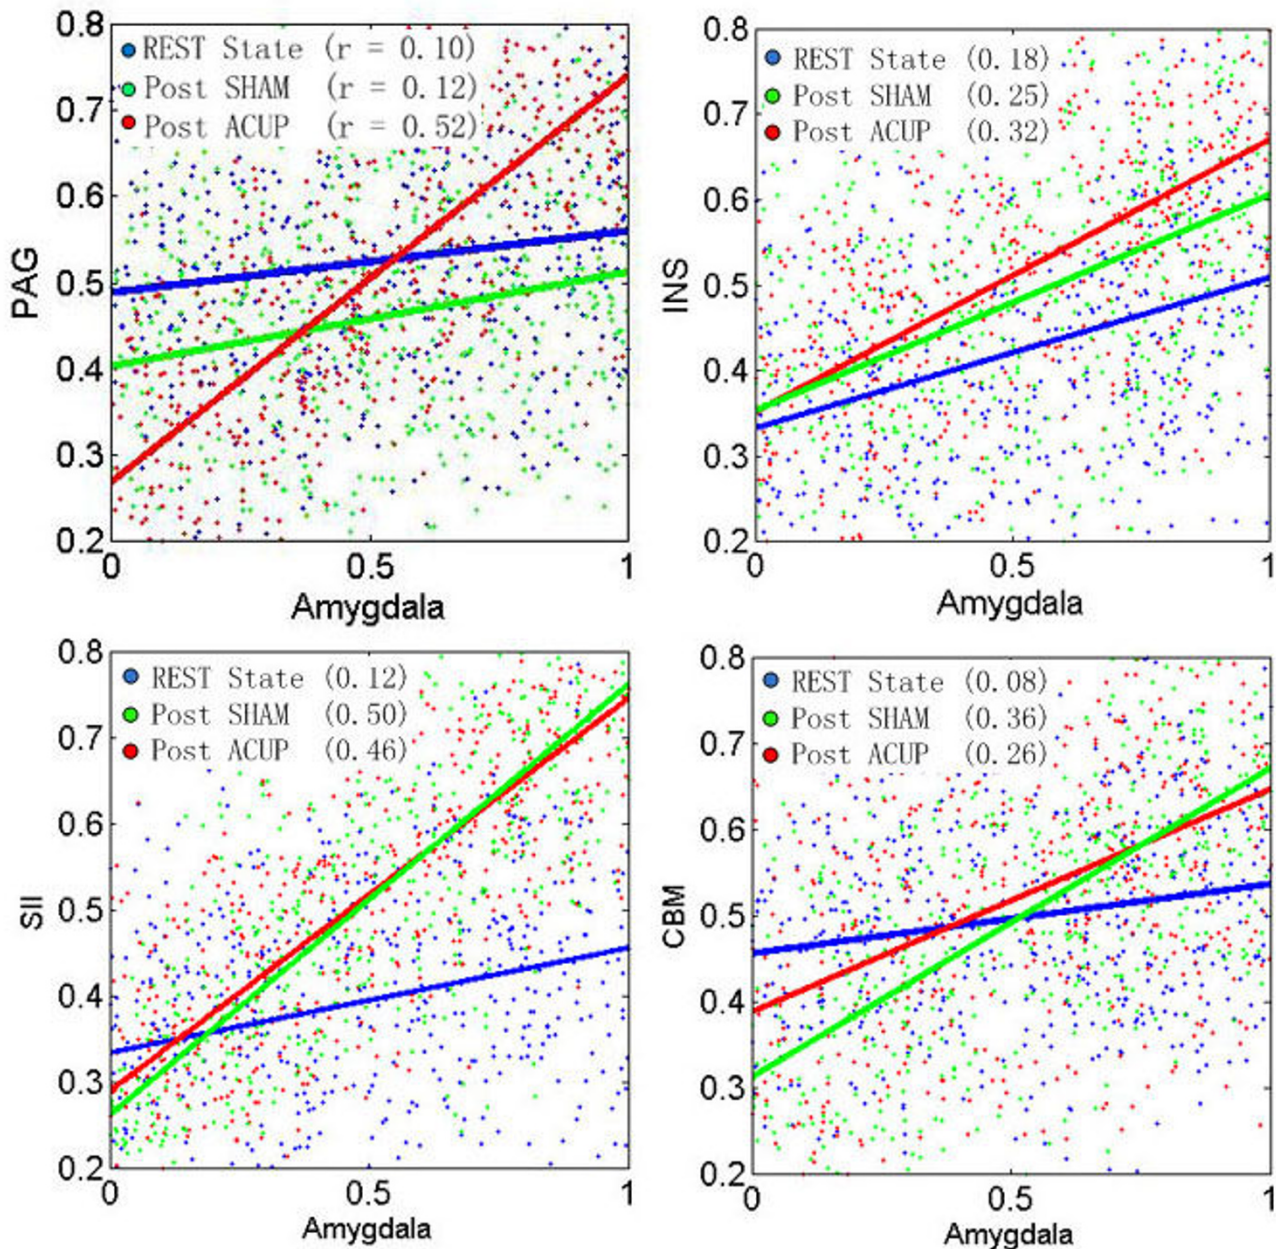 0.8
REST State (r = 0.10)
Post SHAM (r = 0.12)
Post ACUP (r = 0.52)
0.7
0.6
0.5
0.4
0.3
0.2
PAG
0 0.5 1
Amygdala
0.8
REST State (0.18)
Post SHAM (0.25)
Post ACUP (0.32)
0.7
0.6
0.5
0.4
0.3
0.2
INS
0 0.5 1
Amygdala
0.8
REST State (0.12)
Post SHAM (0.50)
Post ACUP (0.46)
0.7
0.6
0.5
0.4
0.3
0.2
SII
0 0.5 1
Amygdala
0.8
REST State (0.08)
Post SHAM (0.36)
Post ACUP (0.26)
0.7
0.6
0.5
0.4
0.3
0.2
CBM
0 0.5 1
Amygdala